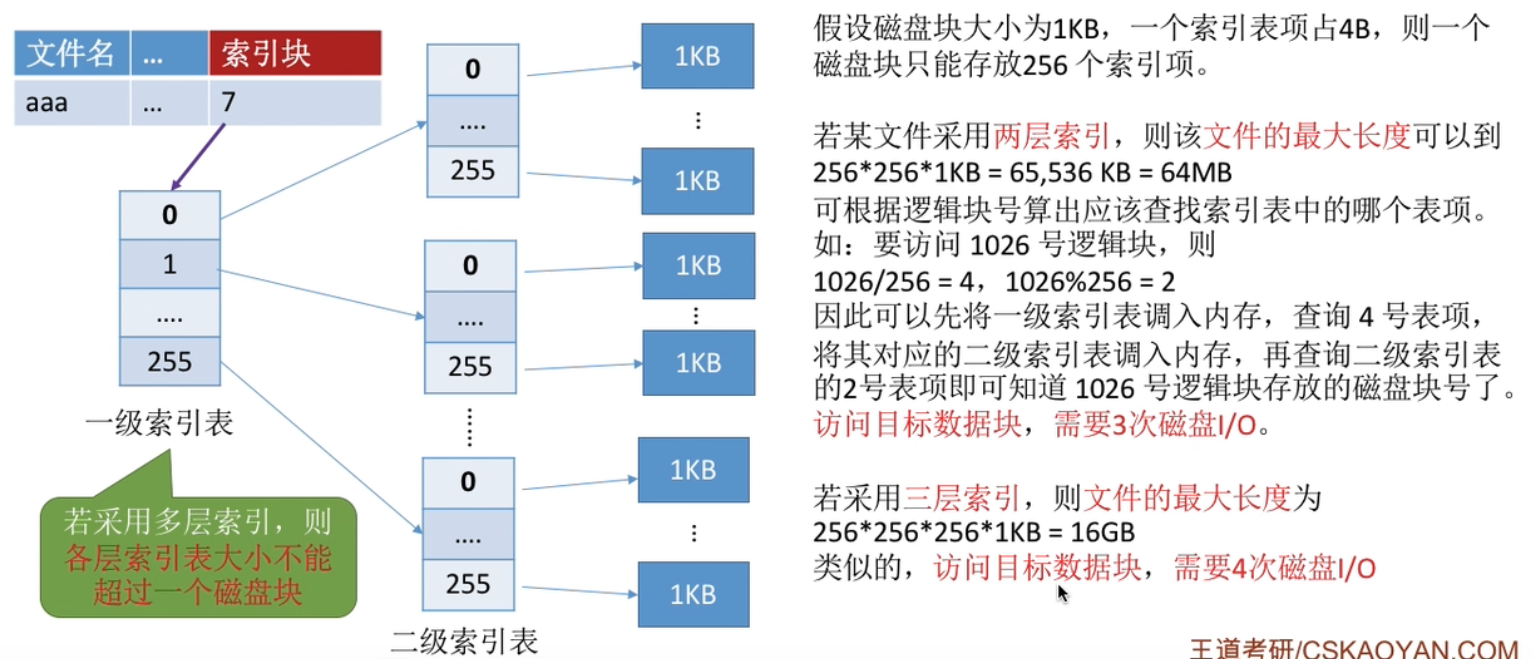 文件名 ... 索引块
aaa ... 7
0
1
....
255
一级索引表
若采用多层索引，则
各层索引表大小不能
超过一个磁盘块
0
....
255
0
....
255
0
....
255
二级索引表
1KB
1KB
1KB
1KB
1KB
1KB
假设磁盘块大小为1KB，一个索引表项占4B，则一个
磁盘块只能存放256 个索引项。
若某文件采用两层索引，则该文件的最大长度可以到
256*256*1KB = 65,536 KB = 64MB
可根据逻辑块号算出应该查找索引表中的哪个表项。
如：要访问 1026 号逻辑块，则
1026/256 = 4，1026%256 = 2
因此可以先将一级索引表调入内存，查询 4 号表项，
将其对应的二级索引表调入内存，再查询二级索引表
的2号表项即可知道 1026 号逻辑块存放的磁盘块号了。
访问目标数据块，需要3次磁盘I/O。
若采用三层索引，则文件的最大长度为
256*256*256*1KB = 16GB
类似的，访问目标数据块，需要4次磁盘I/O
王道考研/CSKAOYAN.COM